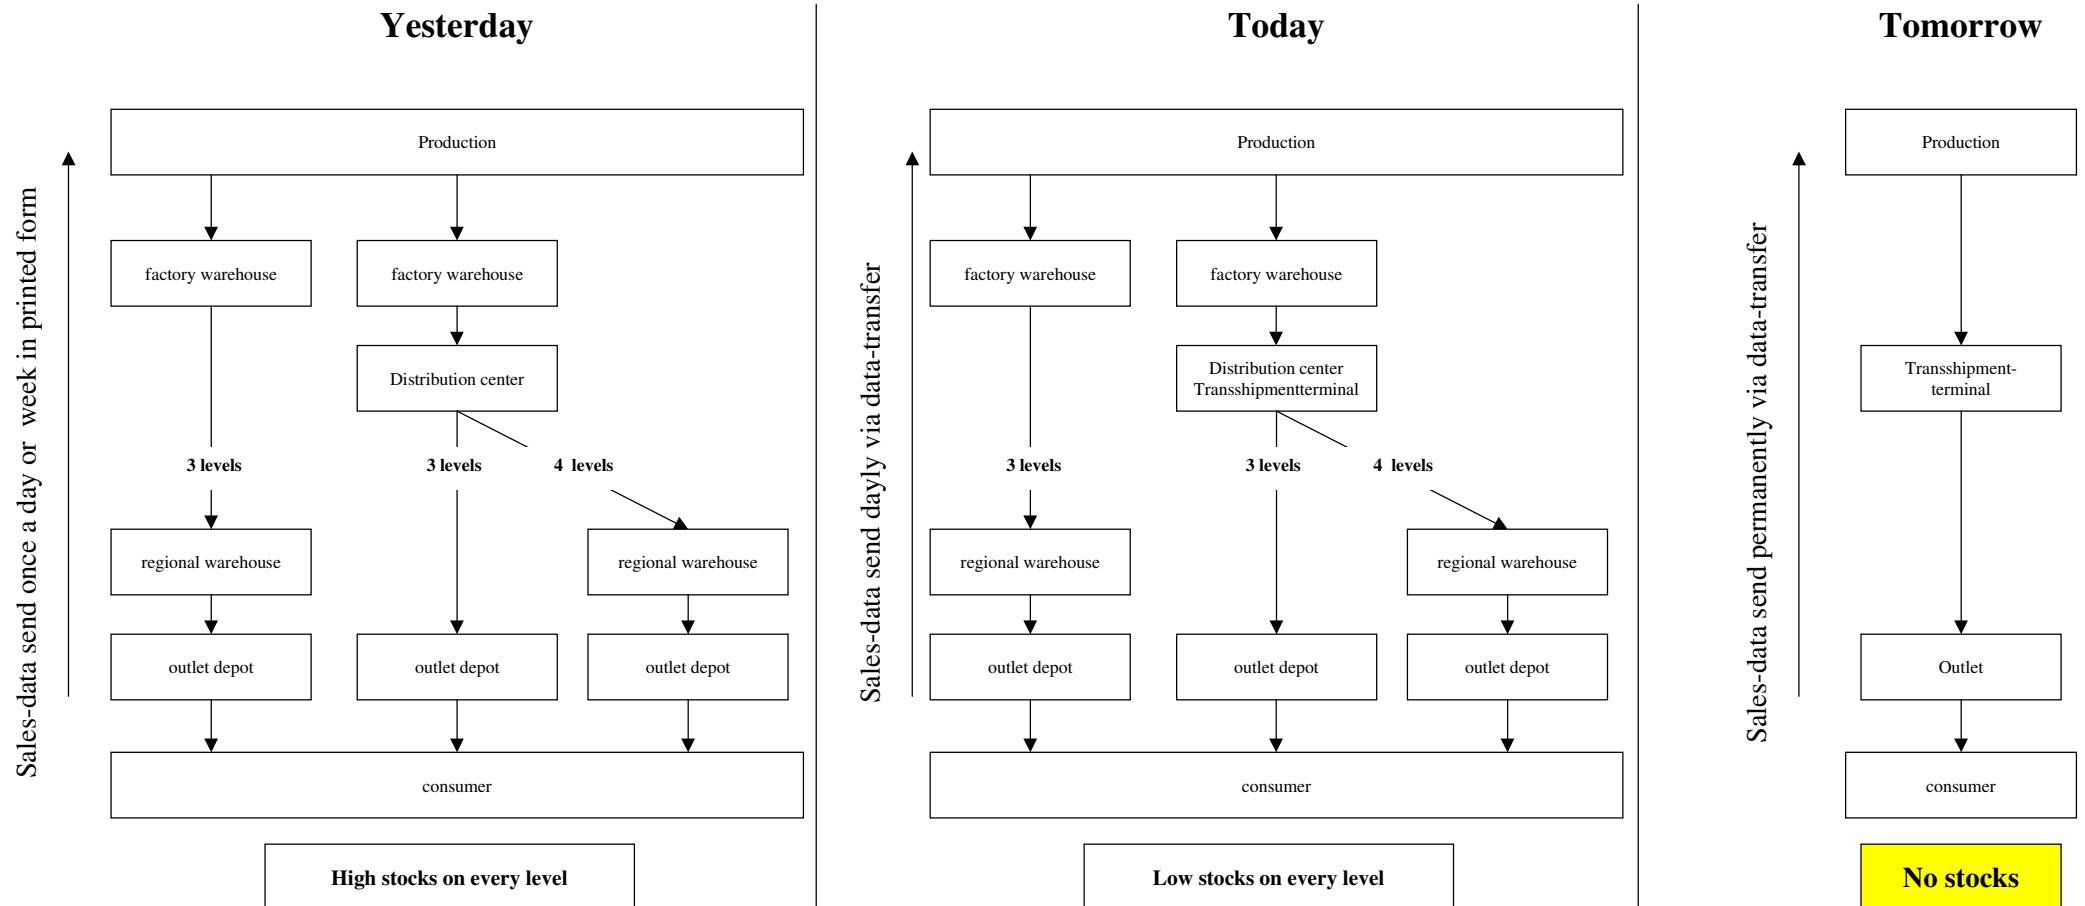 Yesterday
Sales-data send once a day or week in printed form
Production
factory warehouse
factory warehouse
Distribution center
3 levels
3 levels
4 levels
regional warehouse
regional warehouse
outlet depot
outlet depot
outlet depot
consumer
High stocks on every level
Today
Sales-data send dayly via data-transfer
Production
factory warehouse
factory warehouse
Distribution center
Transshipmentterminal
3 levels
3 levels
4 levels
regional warehouse
regional warehouse
outlet depot
outlet depot
outlet depot
consumer
Low stocks on every level
Tomorrow
Sales-data send permanently via data-transfer
Production
Transshipment-
terminal
Outlet
consumer
No stocks